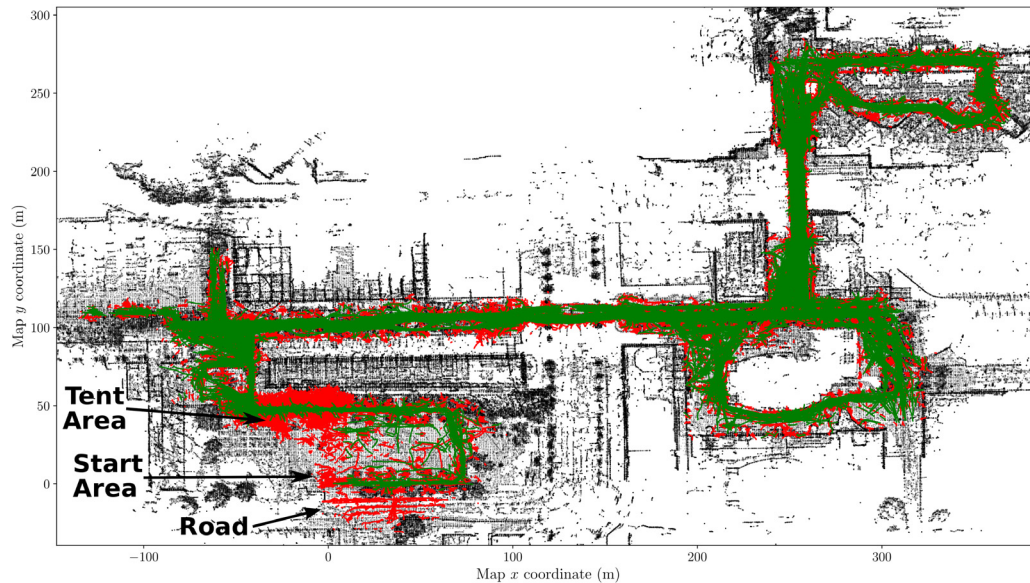 300
250
200
150
100
50
0
Map y coordinate (m)
Tent
Area
Start
Area
Road
−100
0
100
200
300
Map x coordinate (m)